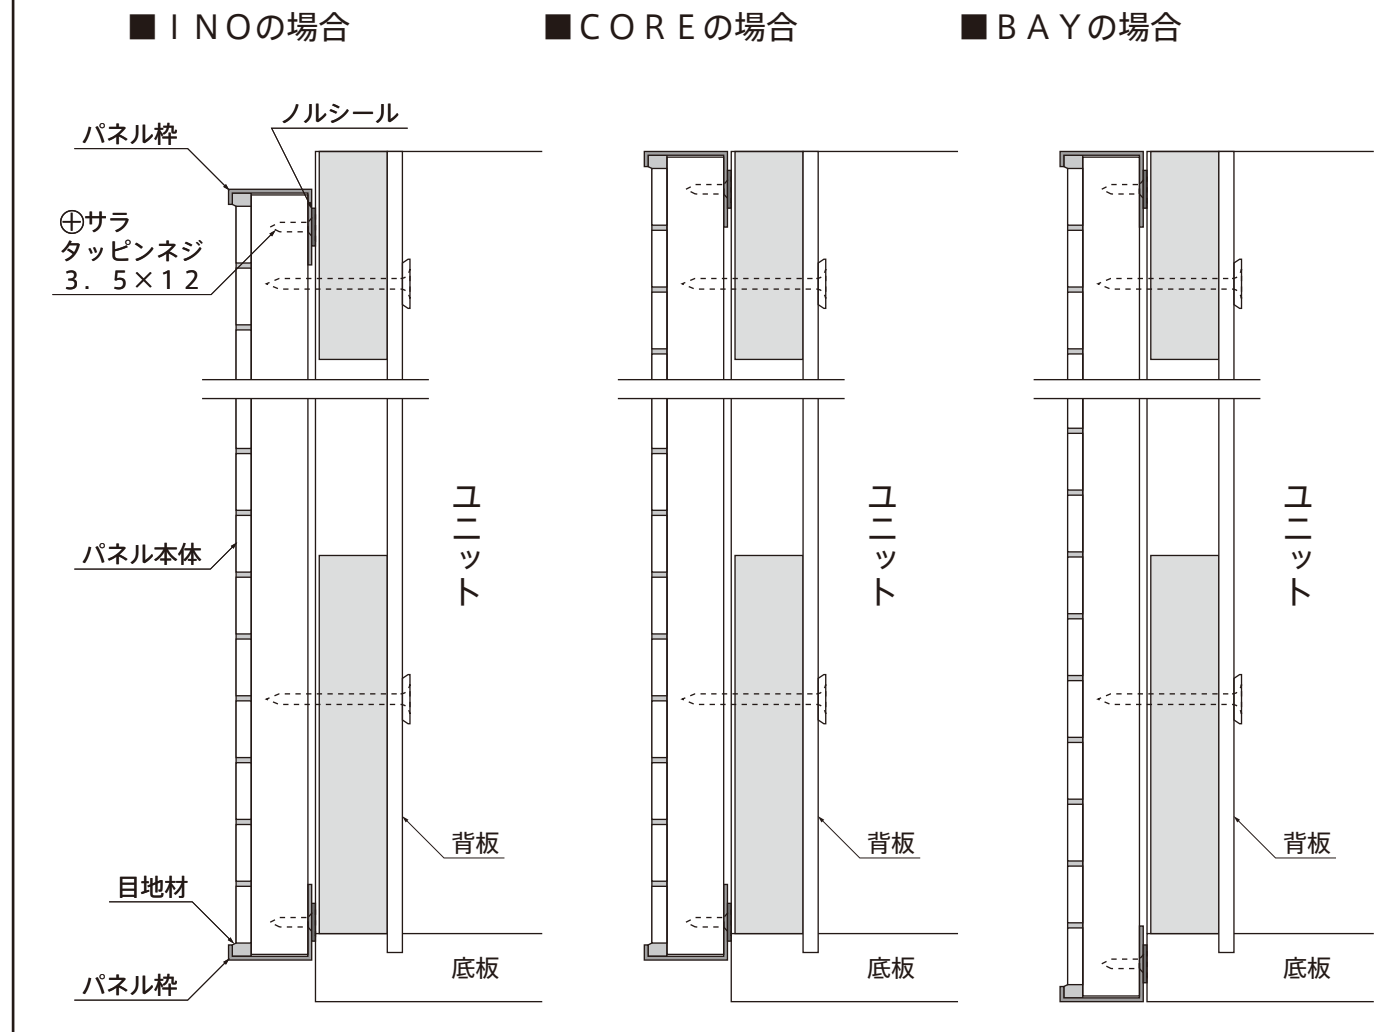 ■ＩＮＯの場合
■ＣＯＲＥの場合
■ＢＡＹの場合
ノルシール
パネル枠
⊕サラ
タッピンネジ
３．５×１２
パネル本体
目地材
パネル枠
ユニット
背板
底板
ユニット
背板
底板
ユニット
背板
底板